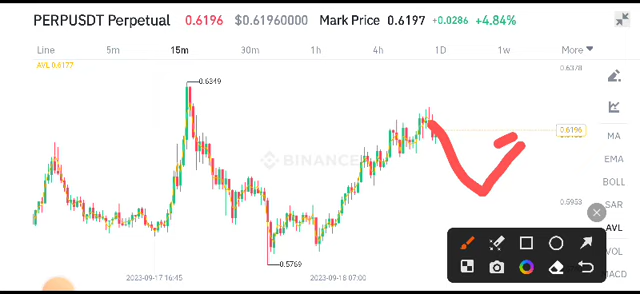 PERPUSDT Perpetual 0.6196 $0.61960000 Mark Price 0.6197 +0.0286 +4.84%
Line 5m 15m 30m 1h 4h 1D 1w More
AVL 0.6177
0.6378
0.6349
0.6196
MA
EMA
BINANCE
BOLL
0.5953
SAR
AVL
0.5769
VOL
2023-09-17 16:45 2023-09-18 07:00